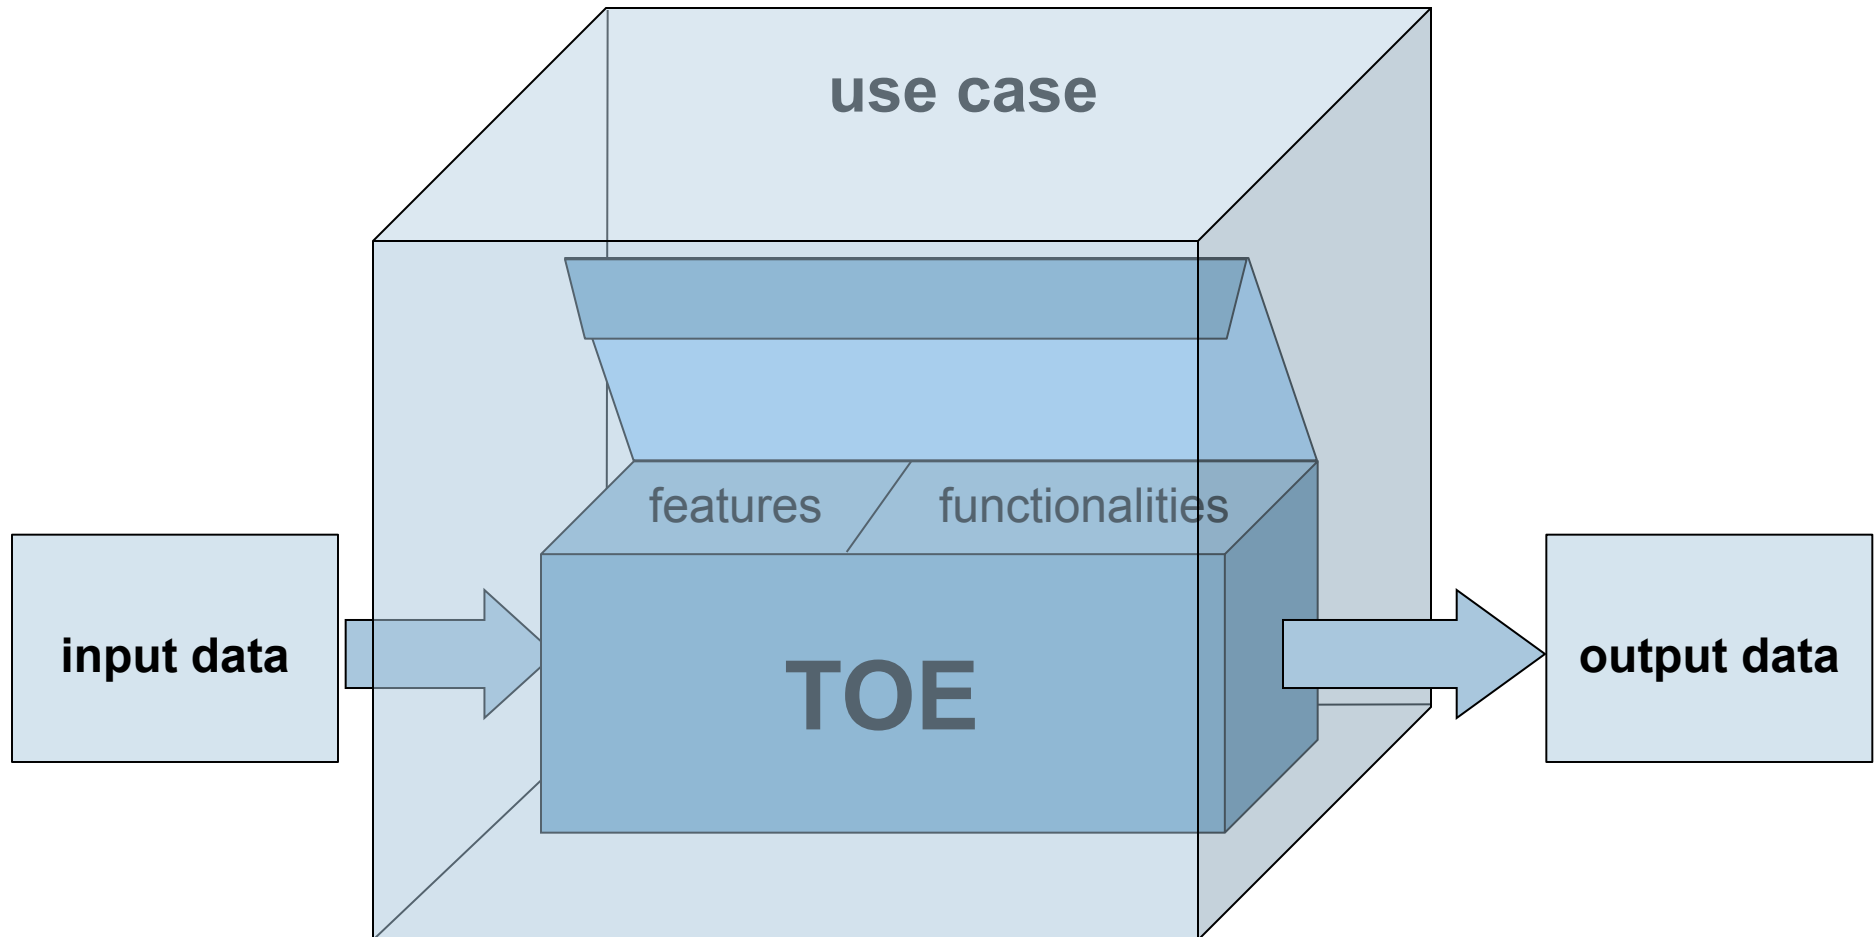 use case
features
functionalities
input data
TOE
output data